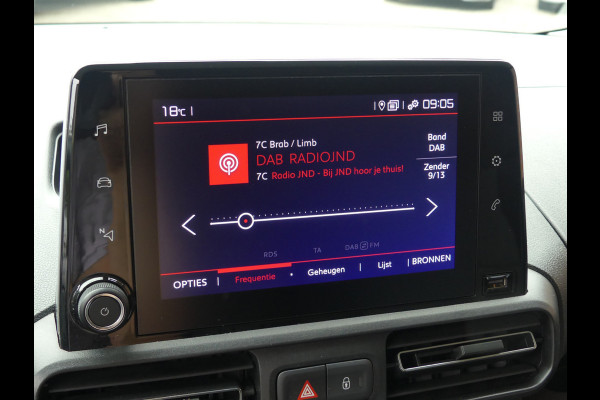 18°C
09:05
7C Brab / Limb
DAB RADIOJND
7C Radio JND - Bij JND hoor je thuis!
Band
DAB
Zender
9/13
RDS TA DAB FM
OPTIES Frequentie Geheugen Lijst BRONNEN
N